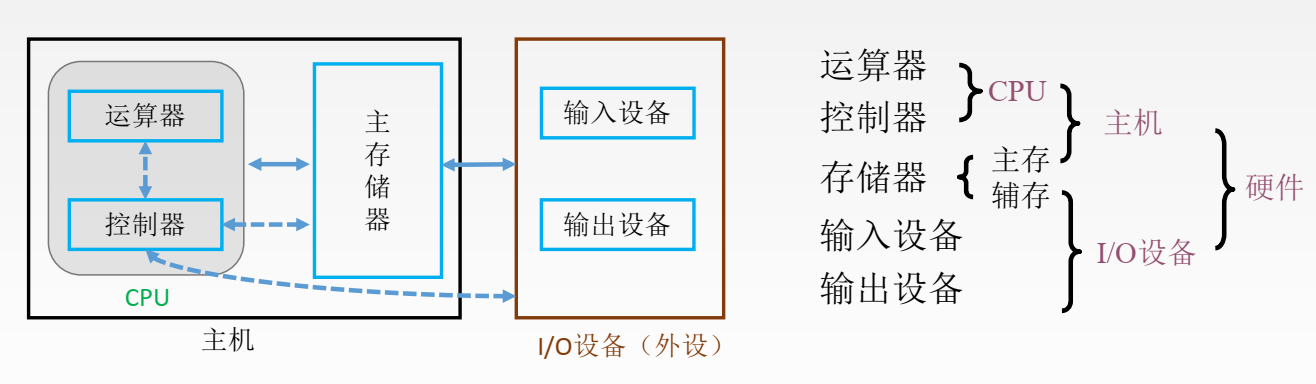 运算器
控制器
CPU
主存储器
主机
输入设备
输出设备
I/O设备（外设）
运算器
控制器
CPU
存储器
主存
辅存
主机
输入设备
输出设备
I/O设备
硬件